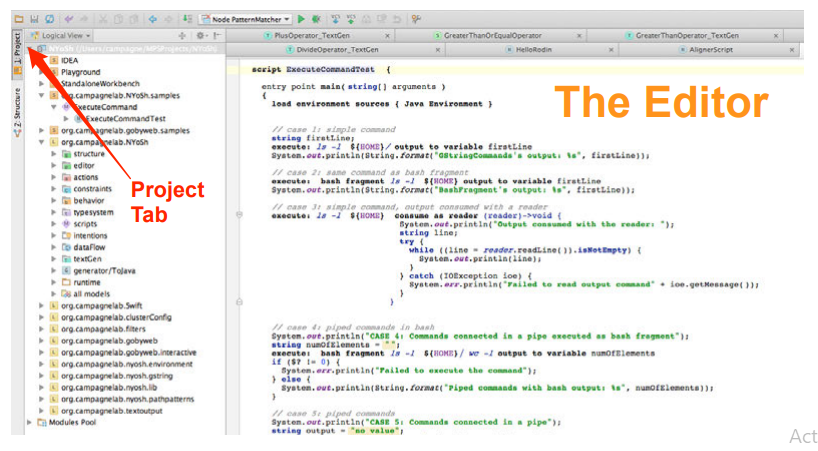 Node PatternMatcher
1: Project
2: Structure
Logical View
NYoSh (/Users/campagne/MPSProjects/NYoSh)
IDEA
Playground
StandaloneWorkbench
org.campagnelab.NYoSh.samples
ExecuteCommand
ExecuteCommandTest
org.campagnelab.gobyweb.samples
org.campagnelab.NYoSh
structure
editor
actions
constraints
behavior
typesystem
scripts
intentions
dataFlow
textGen
generator/ToJava
runtime
all models
org.campagnelab.Swift
org.campagnelab.clusterConfig
org.campagnelab.filters
org.campagnelab.gobyweb
org.campagnelab.gobyweb.interactive
org.campagnelab.nyosh.environment
org.campagnelab.nyosh.gstring
org.campagnelab.nyosh.lib
org.campagnelab.nyosh.pathpatterns
org.campagnelab.textoutput
Modules Pool
Project
Tab
PlusOperator_TextGen
GreaterThanOrEqualOperator
GreaterThanOperator_TextGen
DivideOperator_TextGen
HelloRodin
AlignerScript
The Editor
script ExecuteCommandTest {
entry point main( string[] arguments )
{
load environment sources { Java Environment }
// case 1: simple command
string firstLine;
execute: ls -l ${HOME}/ output to variable firstLine
System.out.println(String.format("GStringCommands's output: %s", firstLine));
// case 2: same command as bash fragment
execute: bash fragment ls -l ${HOME} output to variable firstLine
System.out.println(String.format("BashFragment's output: %s", firstLine));
// case 3: simple command, output consumed with a reader
execute: ls -l ${HOME} consume as reader (reader)->void {
System.out.println("Output consumed with the reader: ");
string line;
try {
while ((line = reader.readLine()).isNotEmpty) {
System.out.println(line);
}
} catch (IOException ioe) {
System.err.println("Failed to read output command" + ioe.getMessage());
}
}
// case 4: piped commands in bash
System.out.println("CASE 4: Commands connected in a pipe executed as bash fragment");
string numOfElements = "";
execute: bash fragment ls -l ${HOME}/ wc -l output to variable numOfElements
if ($? != 0) {
System.err.println("Failed to execute the command");
} else {
System.out.println(String.format("Piped commands with bash output: %s", numOfElements));
}
// case 5: piped commands
System.out.println("CASE 5: Commands connected in a pipe");
string output = "no value";
Act